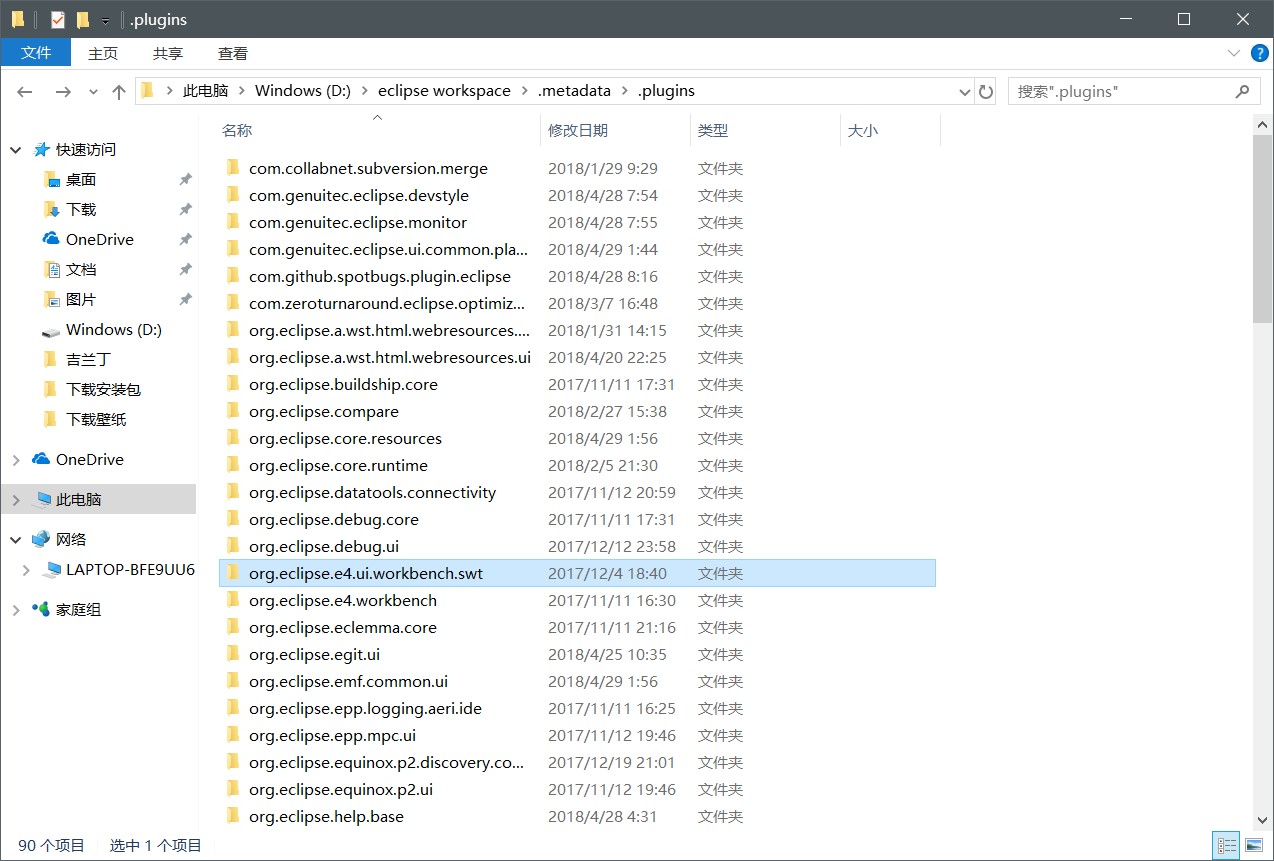 .plugins
文件 主页 共享 查看
此电脑 Windows (D:) eclipse workspace .metadata .plugins 搜索".plugins"
名称 修改日期 类型 大小
快速访问
桌面
下载
OneDrive
文档
图片
Windows (D:)
吉兰丁
下载安装包
下载壁纸
OneDrive
此电脑
网络
LAPTOP-BFE9UU6
家庭组
com.collabnet.subversion.merge 2018/1/29 9:29 文件夹
com.genuitec.eclipse.devstyle 2018/4/28 7:54 文件夹
com.genuitec.eclipse.monitor 2018/4/28 7:55 文件夹
com.genuitec.eclipse.ui.common.pla... 2018/4/29 1:44 文件夹
com.github.spotbugs.plugin.eclipse 2018/4/28 8:16 文件夹
com.zeroturnaround.eclipse.optimiz... 2018/3/7 16:48 文件夹
org.eclipse.a.wst.html.webresources.... 2018/1/31 14:15 文件夹
org.eclipse.a.wst.html.webresources.ui 2018/4/20 22:25 文件夹
org.eclipse.buildship.core 2017/11/11 17:31 文件夹
org.eclipse.compare 2018/2/27 15:38 文件夹
org.eclipse.core.resources 2018/4/29 1:56 文件夹
org.eclipse.core.runtime 2018/2/5 21:30 文件夹
org.eclipse.datatools.connectivity 2017/11/12 20:59 文件夹
org.eclipse.debug.core 2017/11/11 17:31 文件夹
org.eclipse.debug.ui 2017/12/12 23:58 文件夹
org.eclipse.e4.ui.workbench.swt 2017/12/4 18:40 文件夹
org.eclipse.e4.workbench 2017/11/11 16:30 文件夹
org.eclipse.eclemma.core 2017/11/11 21:16 文件夹
org.eclipse.egit.ui 2018/4/25 10:35 文件夹
org.eclipse.emf.common.ui 2018/4/29 1:56 文件夹
org.eclipse.epp.logging.aeri.ide 2017/11/11 16:25 文件夹
org.eclipse.epp.mpc.ui 2017/11/12 19:46 文件夹
org.eclipse.equinox.p2.discovery.co... 2017/12/19 21:01 文件夹
org.eclipse.equinox.p2.ui 2017/11/12 19:46 文件夹
org.eclipse.help.base 2018/4/28 4:31 文件夹
90 个项目 选中 1 个项目